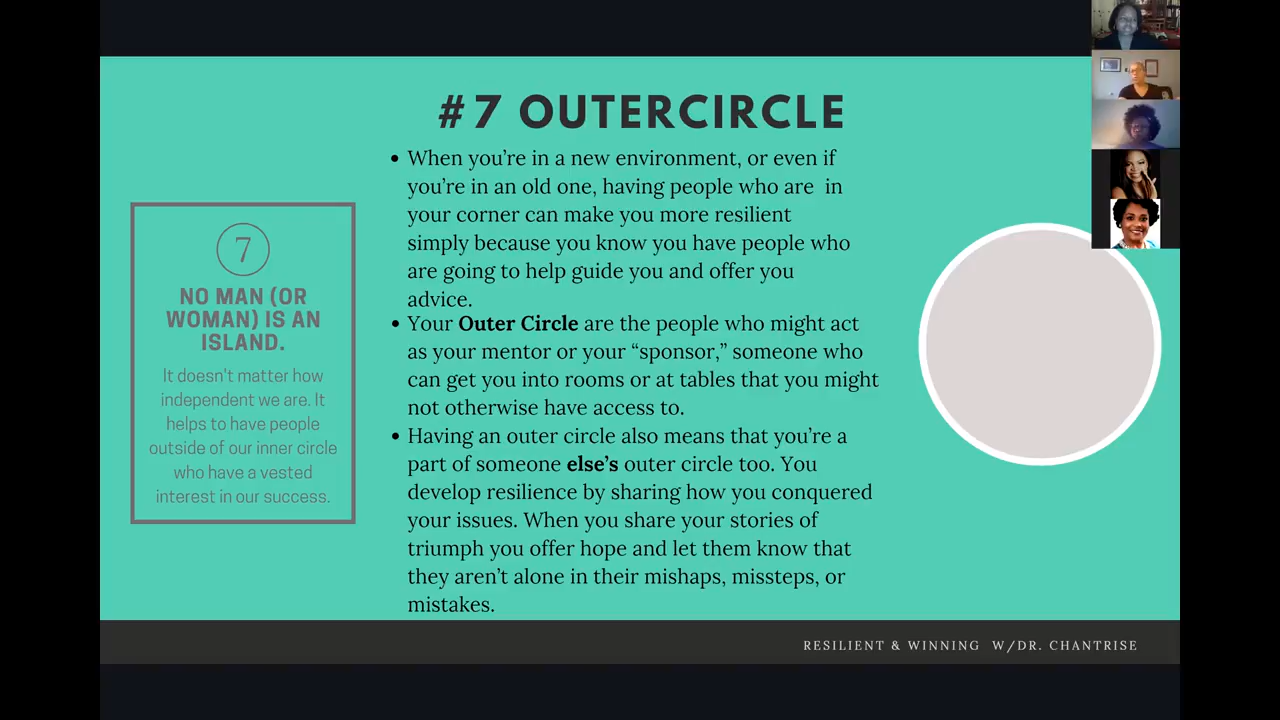 #7 OUTERCIRCLE
7
NO MAN (OR
WOMAN) IS AN
ISLAND.
It doesn't matter how
independent we are. It
helps to have people
outside of our inner circle
who have a vested
interest in our success.
• When you’re in a new environment, or even if
you’re in an old one, having people who are  in
your corner can make you more resilient
simply because you know you have people who
are going to help guide you and offer you
advice.
• Your Outer Circle are the people who might act
as your mentor or your “sponsor,” someone who
can get you into rooms or at tables that you might
not otherwise have access to.
• Having an outer circle also means that you’re a
part of someone else’s outer circle too. You
develop resilience by sharing how you conquered
your issues. When you share your stories of
triumph you offer hope and let them know that
they aren’t alone in their mishaps, missteps, or
mistakes.
RESILIENT & WINNING  W/DR. CHANTRISE